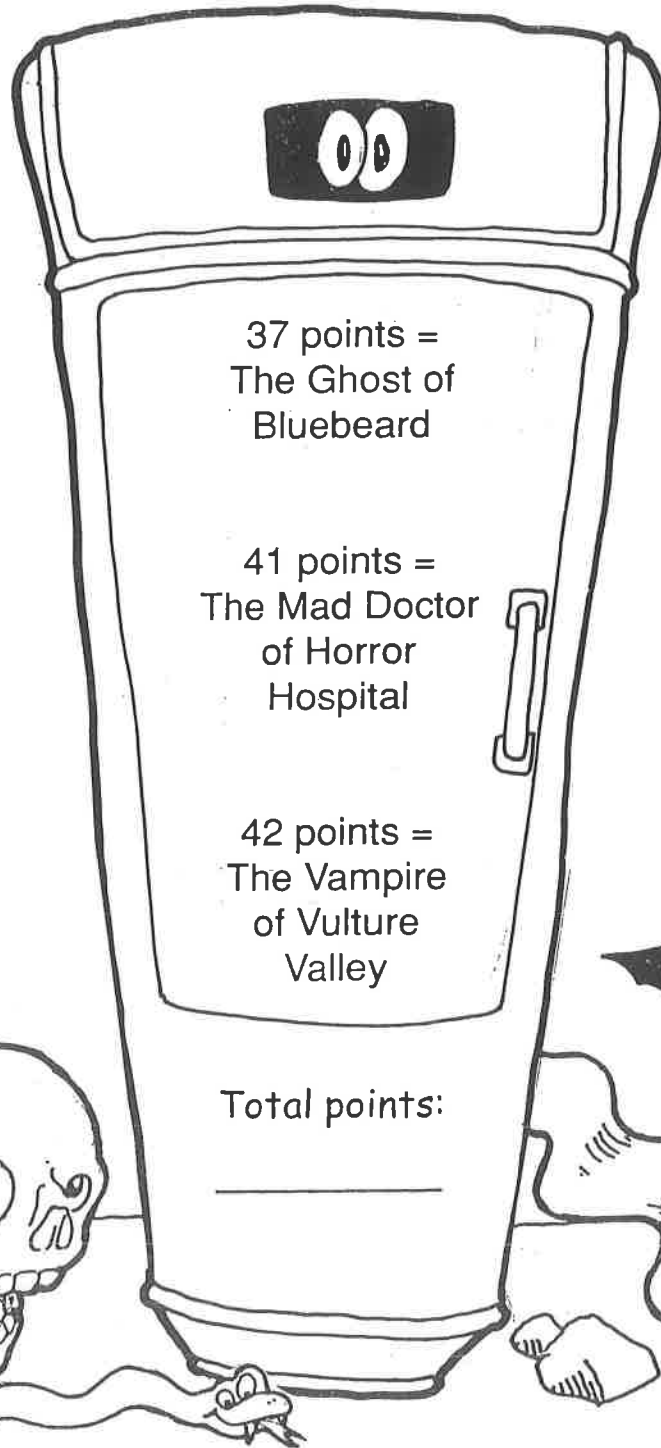 37 points =
The Ghost of
Bluebeard
41 points =
The Mad Doctor
of Horror
Hospital
42 points =
The Vampire
of Vulture
Valley
Total points: